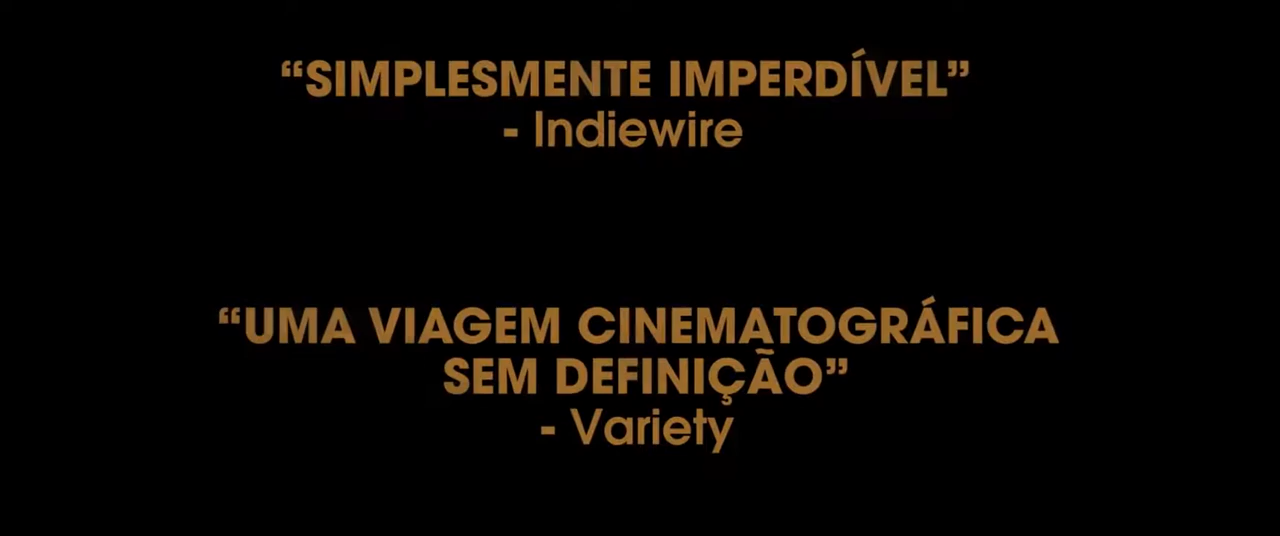 “SIMPLESMENTE IMPERDÍVEL”
- Indiewire
“UMA VIAGEM CINEMATOGRÁFICA
SEM DEFINIÇÃO”
- Variety